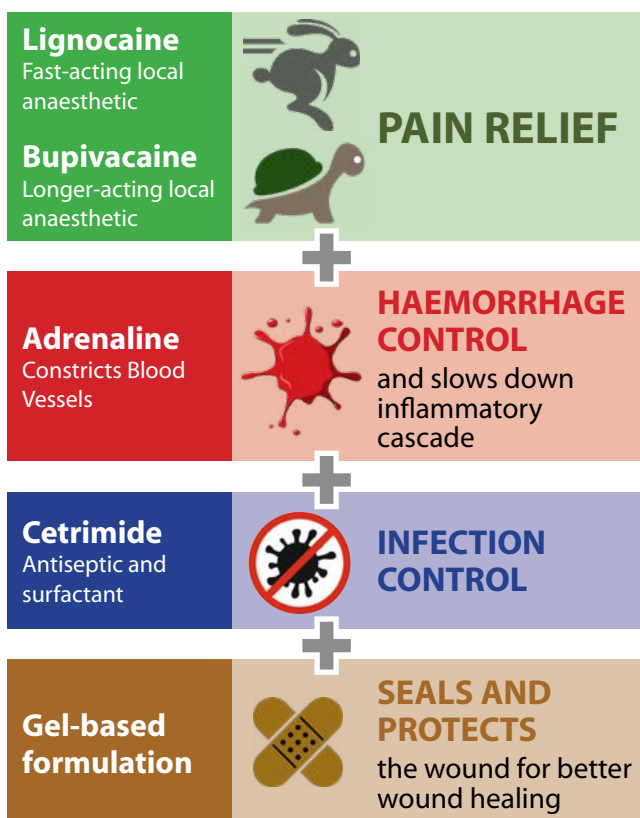 Lignocaine
Fast-acting local
anaesthetic
Bupivacaine
Longer-acting local
anaesthetic
PAIN RELIEF
Adrenaline
Constricts Blood
Vessels
HAEMORRHAGE
CONTROL
and slows down
inflammatory
cascade
Cetrimide
Antiseptic and
surfactant
INFECTION
CONTROL
Gel-based
formulation
SEALS AND
PROTECTS
the wound for better
wound healing